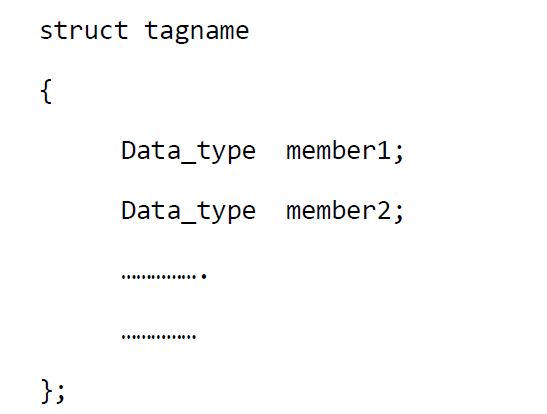 struct tagname
{
Data_type  member1;
Data_type  member2;
…………….
……………
};